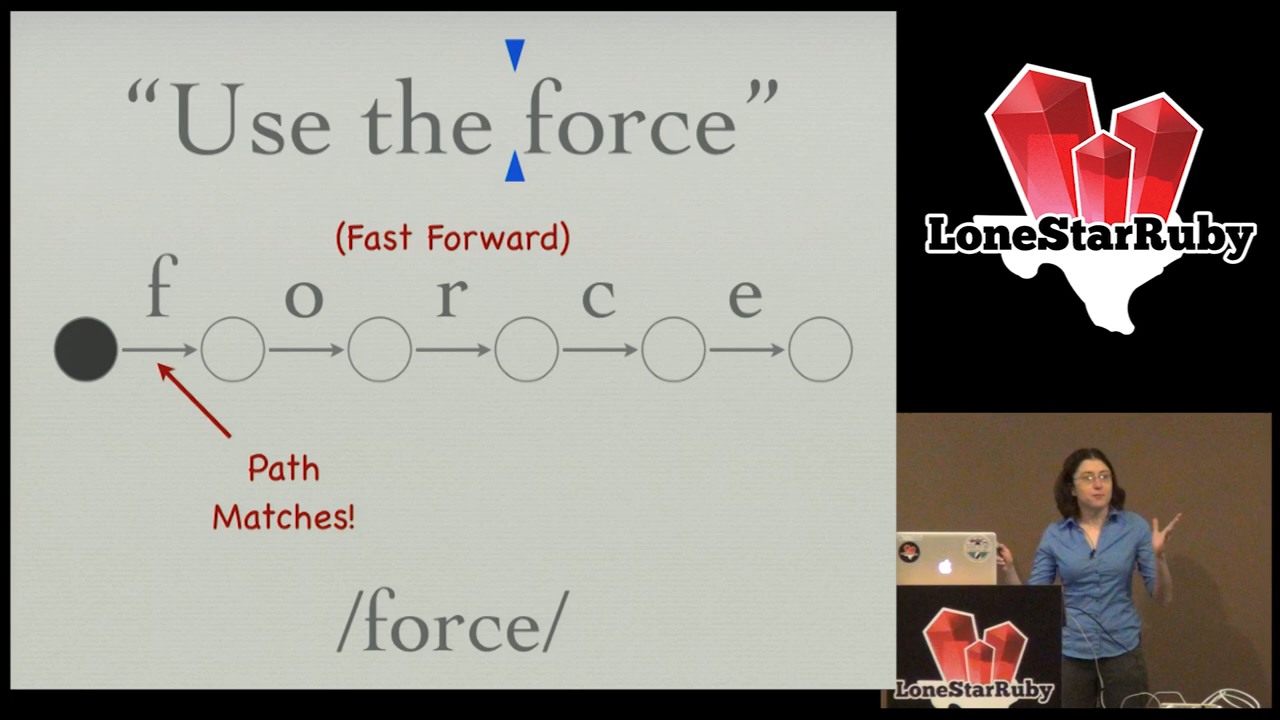 “Use the force”
(Fast Forward)
f o r c e
Path
Matches!
/force/
LoneStarRuby
LoneStarRuby